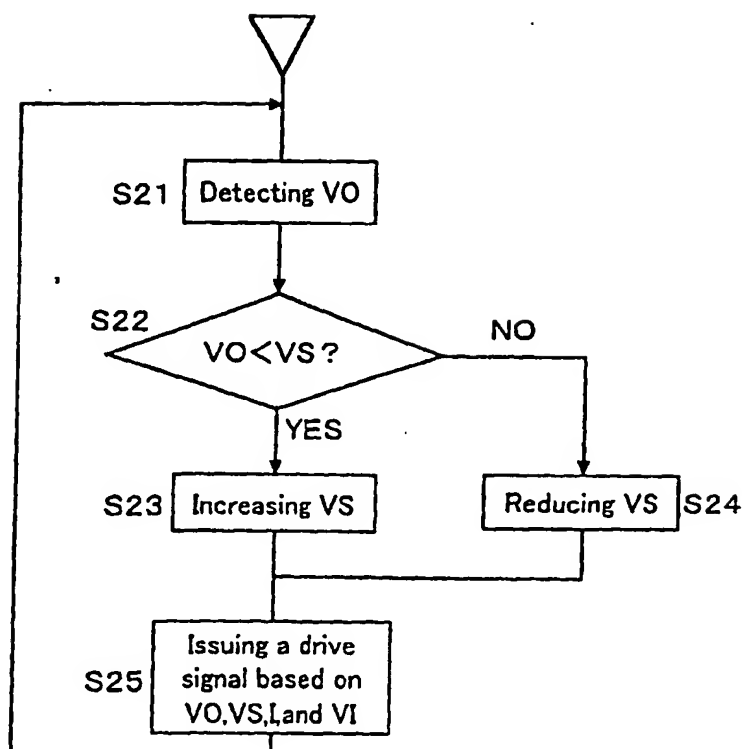 S21
Detecting VO
S22
VO<VS?
NO
YES
S23
Increasing VS
Reducing VS
S24
Issuing a drive
S25
signal based on
VO,VS,I,and VI